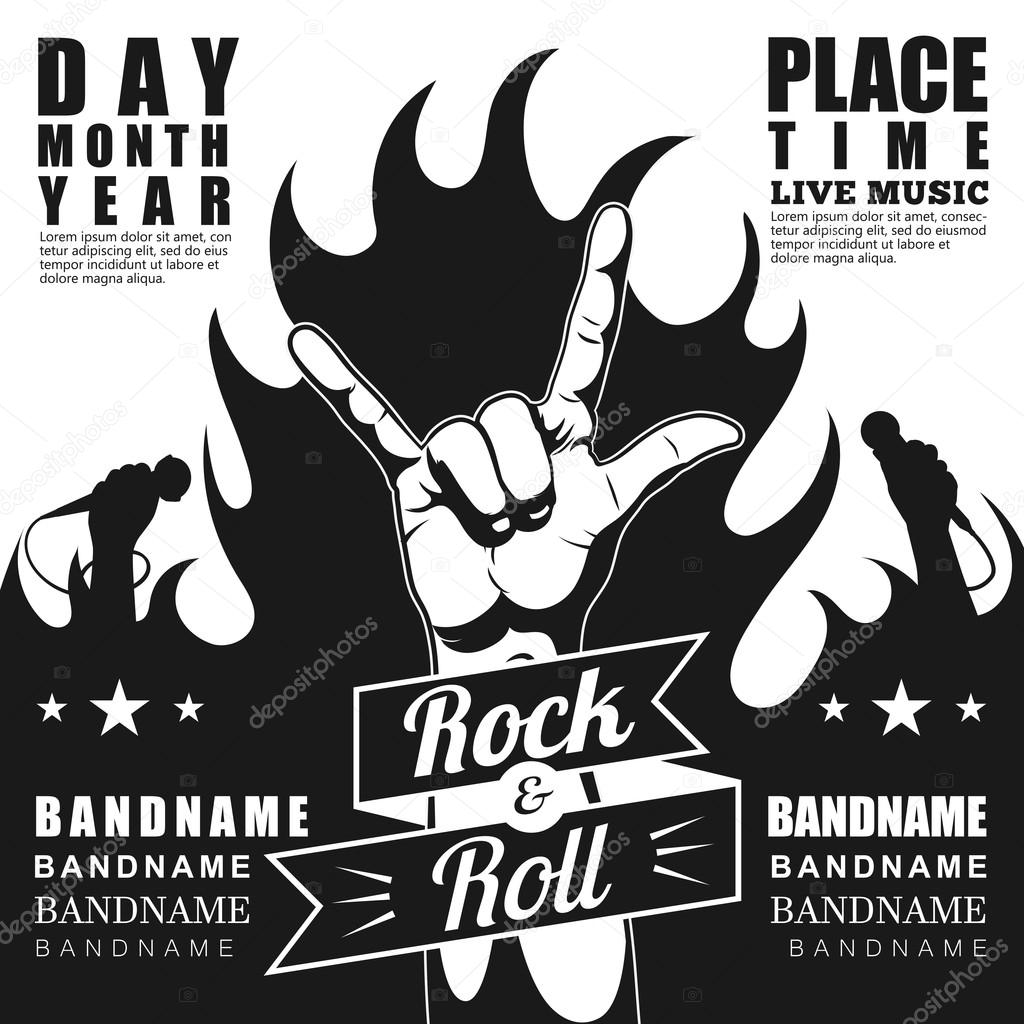 DAY
MONTH
YEAR
Lorem ipsum dolor sit amet, con
tetur adipiscing elit, sed do eius
tempor incididunt ut labore et
dolore magna aliqua.
PLACE
TIME
LIVE MUSIC
Lorem ipsum dolor sit amet, consec-
tetur adipiscing elit, sed do eiusmod
tempor incididunt ut labore et dolore
magna aliqua.
Rock
&
Roll
BANDNAME
BANDNAME
BANDNAME
BANDNAME
BANDNAME
BANDNAME
BANDNAME
BANDNAME
depositphotos